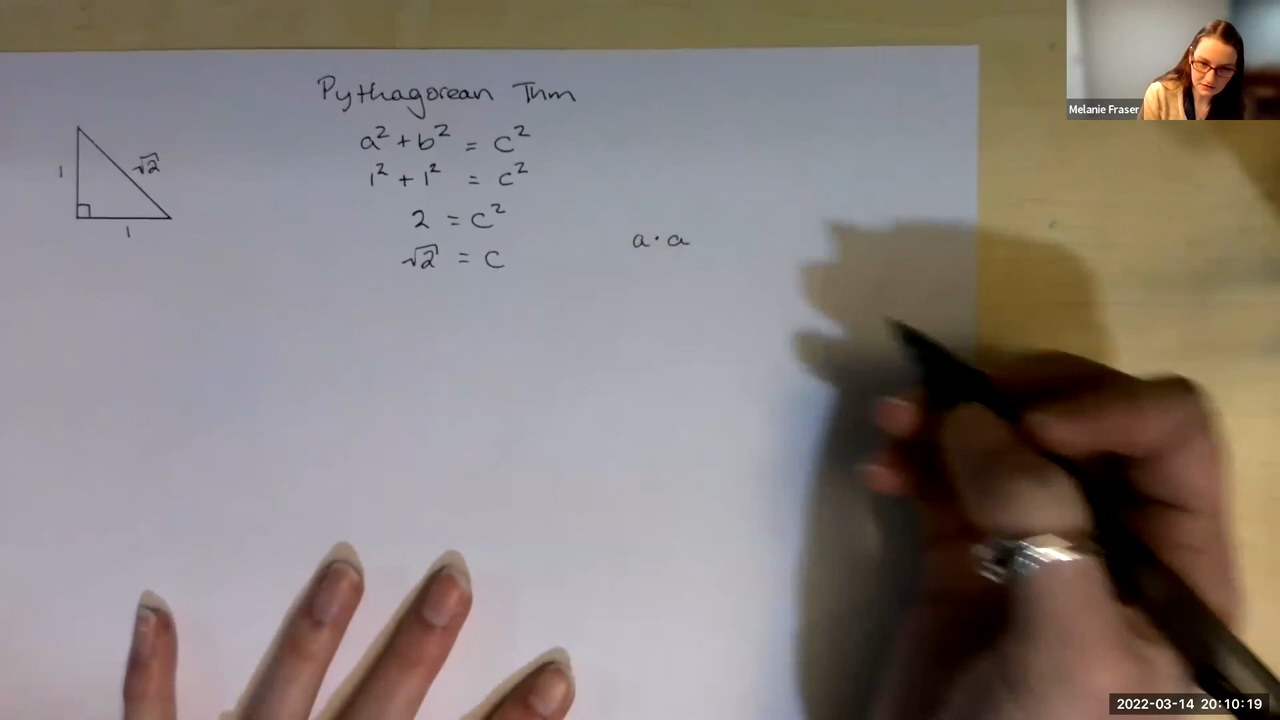 Pythagorean Thm
a² + b² = c²
1² + 1² = c²
2 = c²
√2 = c
1
√2
1
a · a
Melanie Fraser
2022-03-14 20:10:19